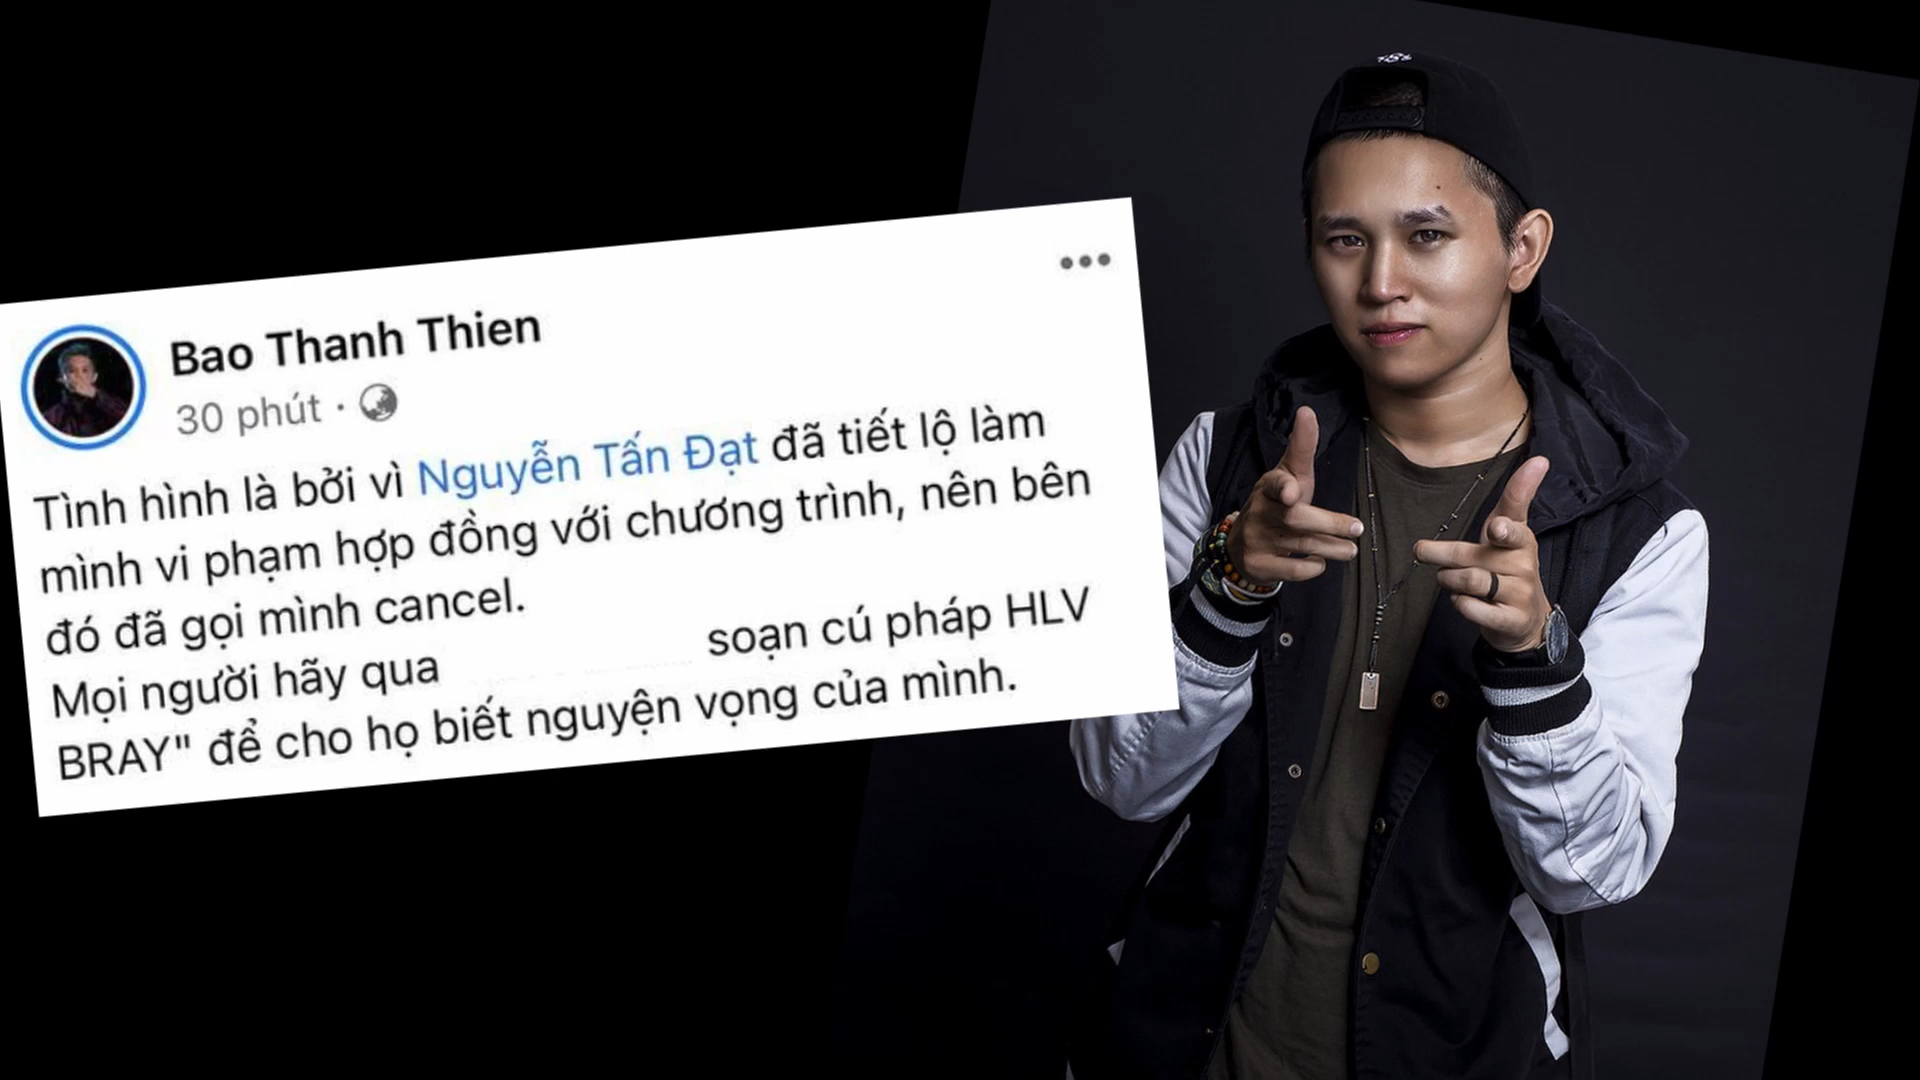 Bao Thanh Thien
30 phút ·
Tình hình là bởi vì Nguyễn Tấn Đạt đã tiết lộ làm
mình vi phạm hợp đồng với chương trình, nên bên
đó đã gọi mình cancel.
Mọi người hãy qua soạn cú pháp HLV
BRAY" để cho họ biết nguyện vọng của mình.